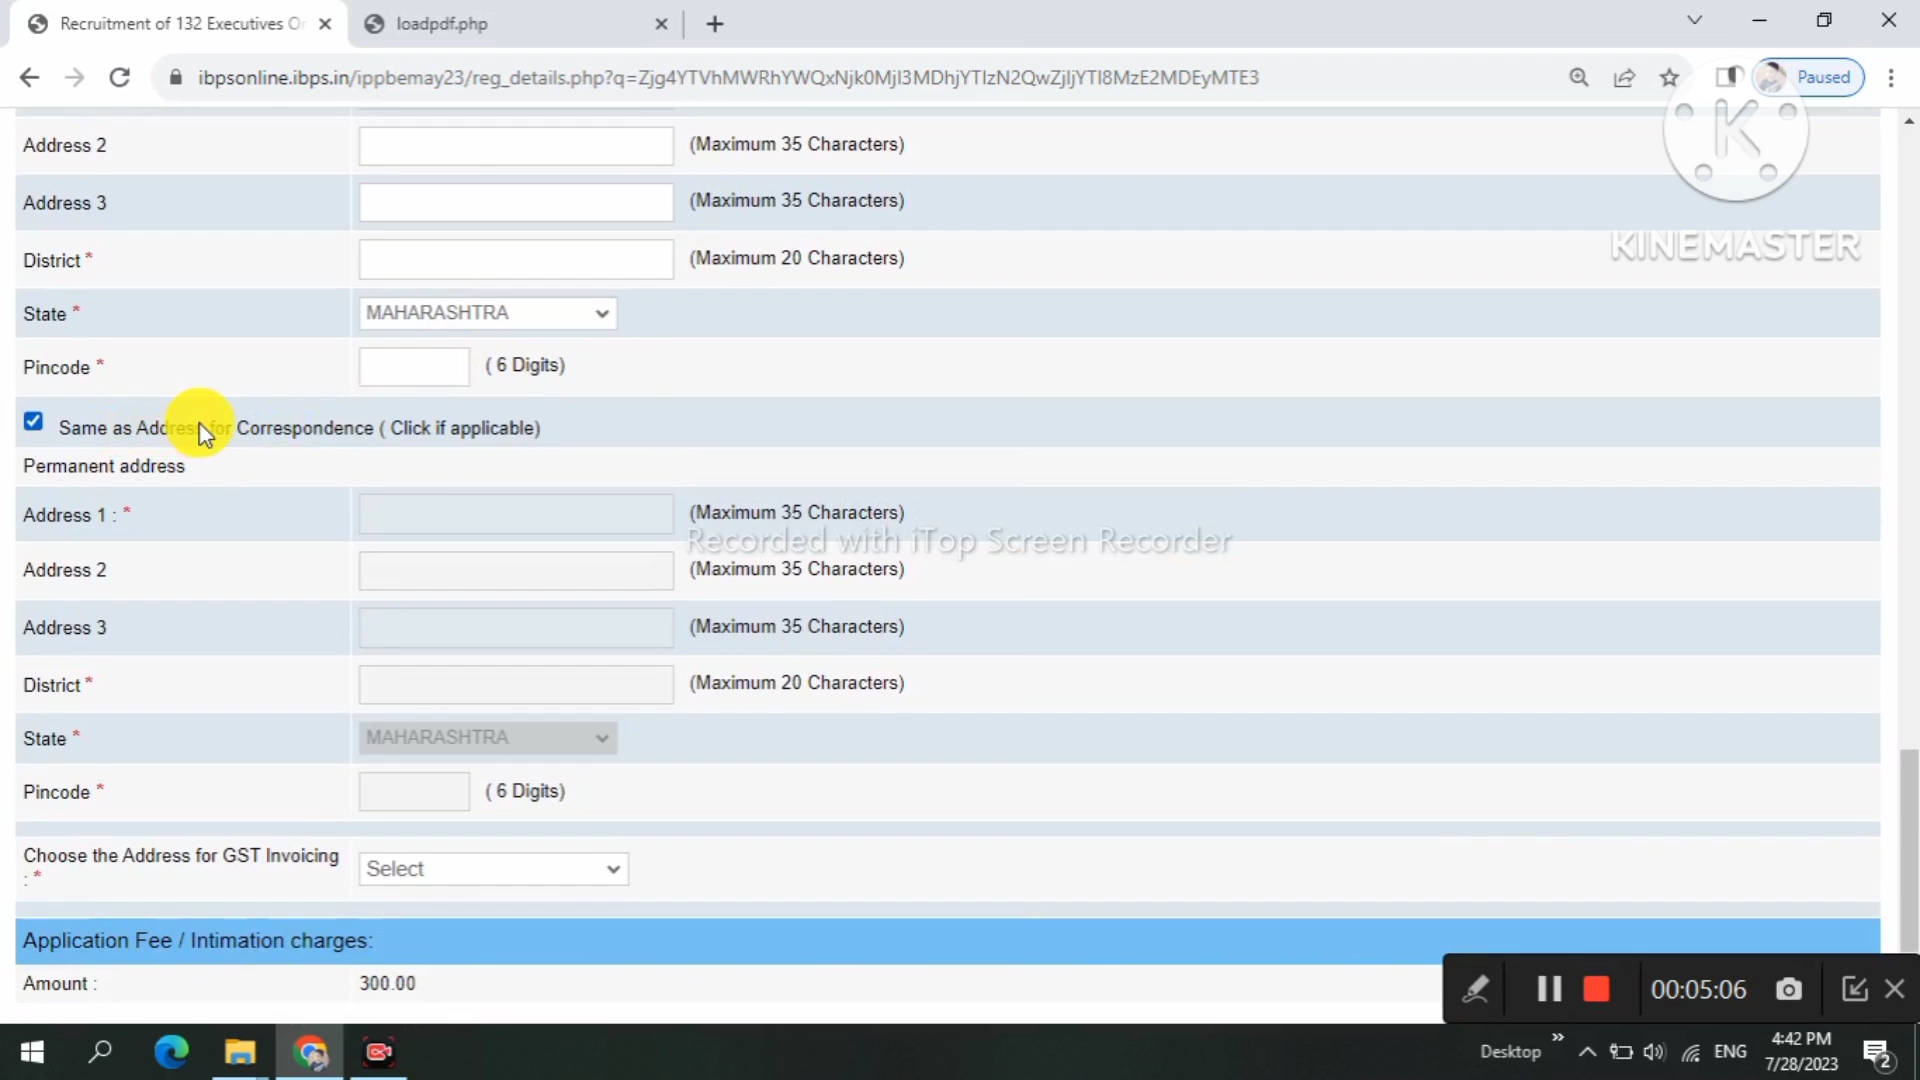 Recruitment of 132 Executives O
loadpdf.php
ibpsonline.ibps.in/ippbemay23/reg_details.php?q=Zjg4YTVhMWRhYWQxNjk0MjI3MDhjYTIzN2QwZjljYTI8MzE2MDEyMTE3
Paused
K
KINEMASTER
Address 2 (Maximum 35 Characters)
Address 3 (Maximum 35 Characters)
District * (Maximum 20 Characters)
State * MAHARASHTRA
Pincode * ( 6 Digits)
Same as Address for Correspondence ( Click if applicable)
Permanent address
Address 1 : * (Maximum 35 Characters)
Recorded with iTop Screen Recorder
Address 2 (Maximum 35 Characters)
Address 3 (Maximum 35 Characters)
District * (Maximum 20 Characters)
State * MAHARASHTRA
Pincode * ( 6 Digits)
Choose the Address for GST Invoicing
: * Select
Application Fee / Intimation charges:
Amount : 300.00
00:05:06
Desktop
ENG
4:42 PM
7/28/2023
2